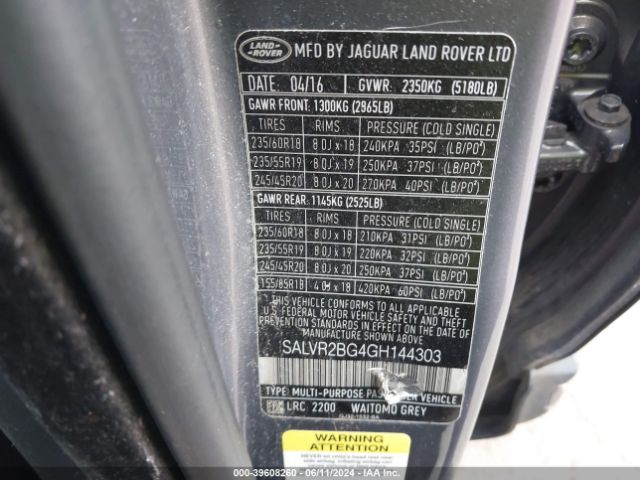 LAND ROVER MFD BY JAGUAR LAND ROVER LTD
DATE: 04/16 GVWR: 2350KG (5180LB)
GAWR FRONT: 1300KG (2965LB)
TIRES RIMS PRESSURE (COLD SINGLE)
235/60R18 8.0J x 18 240KPA 35PSI (LB/PO²)
235/55R19 8.0J x 19 250KPA 37PSI (LB/PO²)
245/45R20 8.0J x 20 270KPA 40PSI (LB/PO²)
GAWR REAR: 1145KG (2525LB)
TIRES RIMS PRESSURE (COLD SINGLE)
235/60R18 8.0J x 18 210KPA 31PSI (LB/PO²)
235/55R19 8.0J x 19 220KPA 32PSI (LB/PO²)
245/45R20 8.0J x 20 250KPA 37PSI (LB/PO²)
155/85R18 4.0J x 18 420KPA 60PSI (LB/PO²)
THIS VEHICLE CONFORMS TO ALL APPLICABLE
U.S. FEDERAL MOTOR VEHICLE SAFETY
AND THEFT PREVENTION STANDARDS IN EFFECT
ON THE DATE OF MANUFACTURE SHOWN ABOVE
SALVR2BG4GH144303
TYPE: MULTI-PURPOSE VEHICLE
LRC 2200 WAITOMO GREY
WARNING
AVERTISSEMENT
IAA-39608260 - 06/11/2024 - IAAI.com